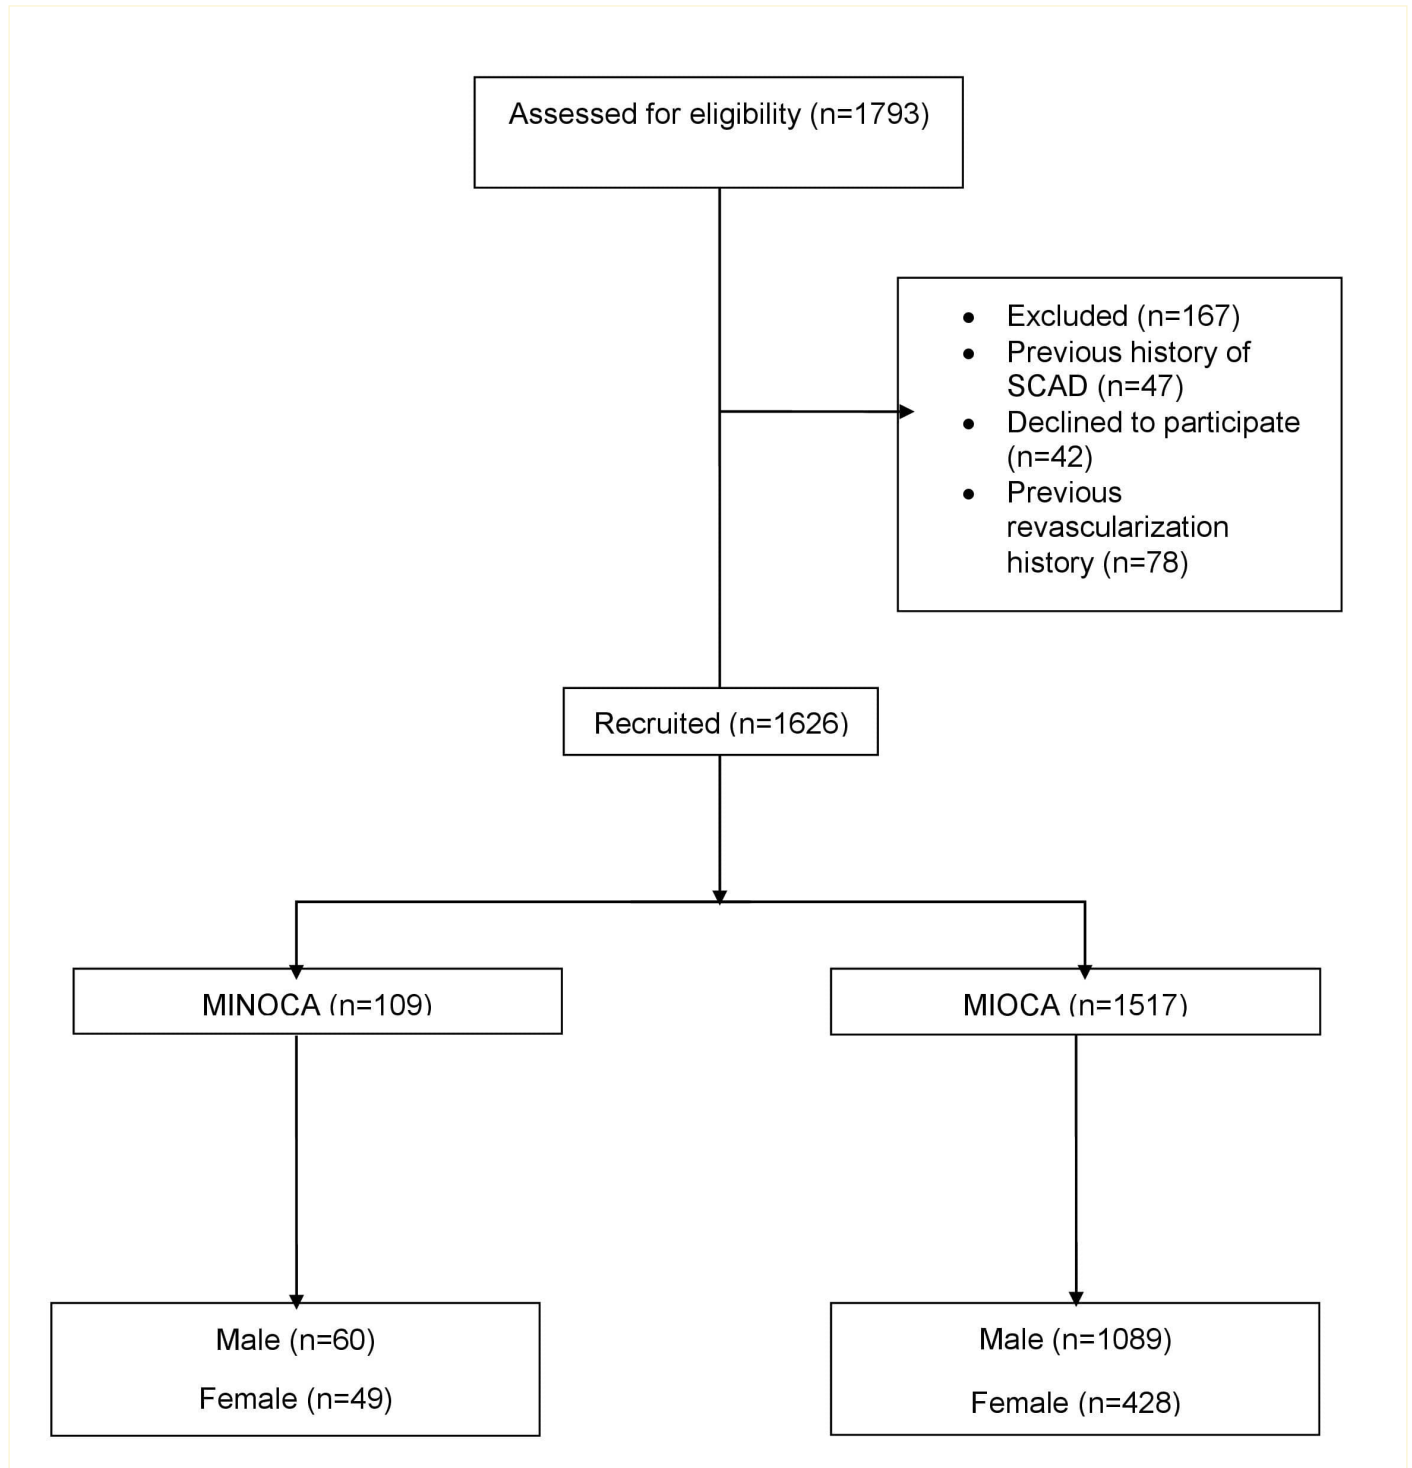 Assessed for eligibility (n=1793)
• Excluded (n=167)
• Previous history of
SCAD (n=47)
• Declined to participate
(n=42)
• Previous
revascularization
history (n=78)
Recruited (n=1626)
MINOCA (n=109)
MIOCA (n=1517)
Male (n=60)
Female (n=49)
Male (n=1089)
Female (n=428)